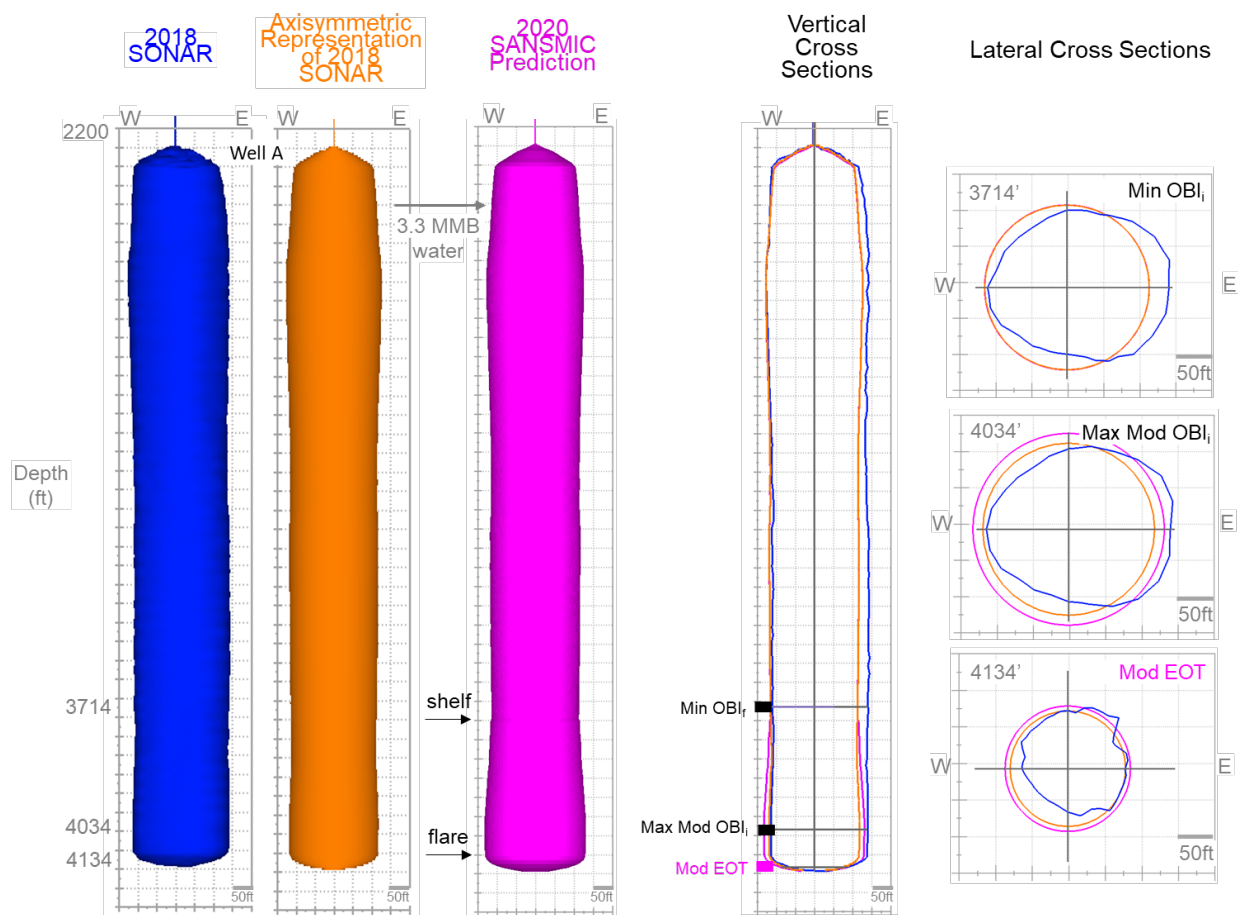 2018
SONAR
Axisymmetric
Representation
of 2018
SONAR
2020
SANSMIC
Prediction
Vertical
Cross
Sections
Lateral Cross Sections
W
E
W
E
W
E
W
E
2200
Well A
3.3 MMB
water
Depth
(ft)
3714
4034
4134
shelf
flare
50ft
50ft
50ft
50ft
Min OBIf
Max Mod OBIi
Mod EOT
3714'
Min OBIi
W
E
50ft
4034'
Max Mod OBIi
W
E
50ft
4134'
Mod EOT
W
E
50ft